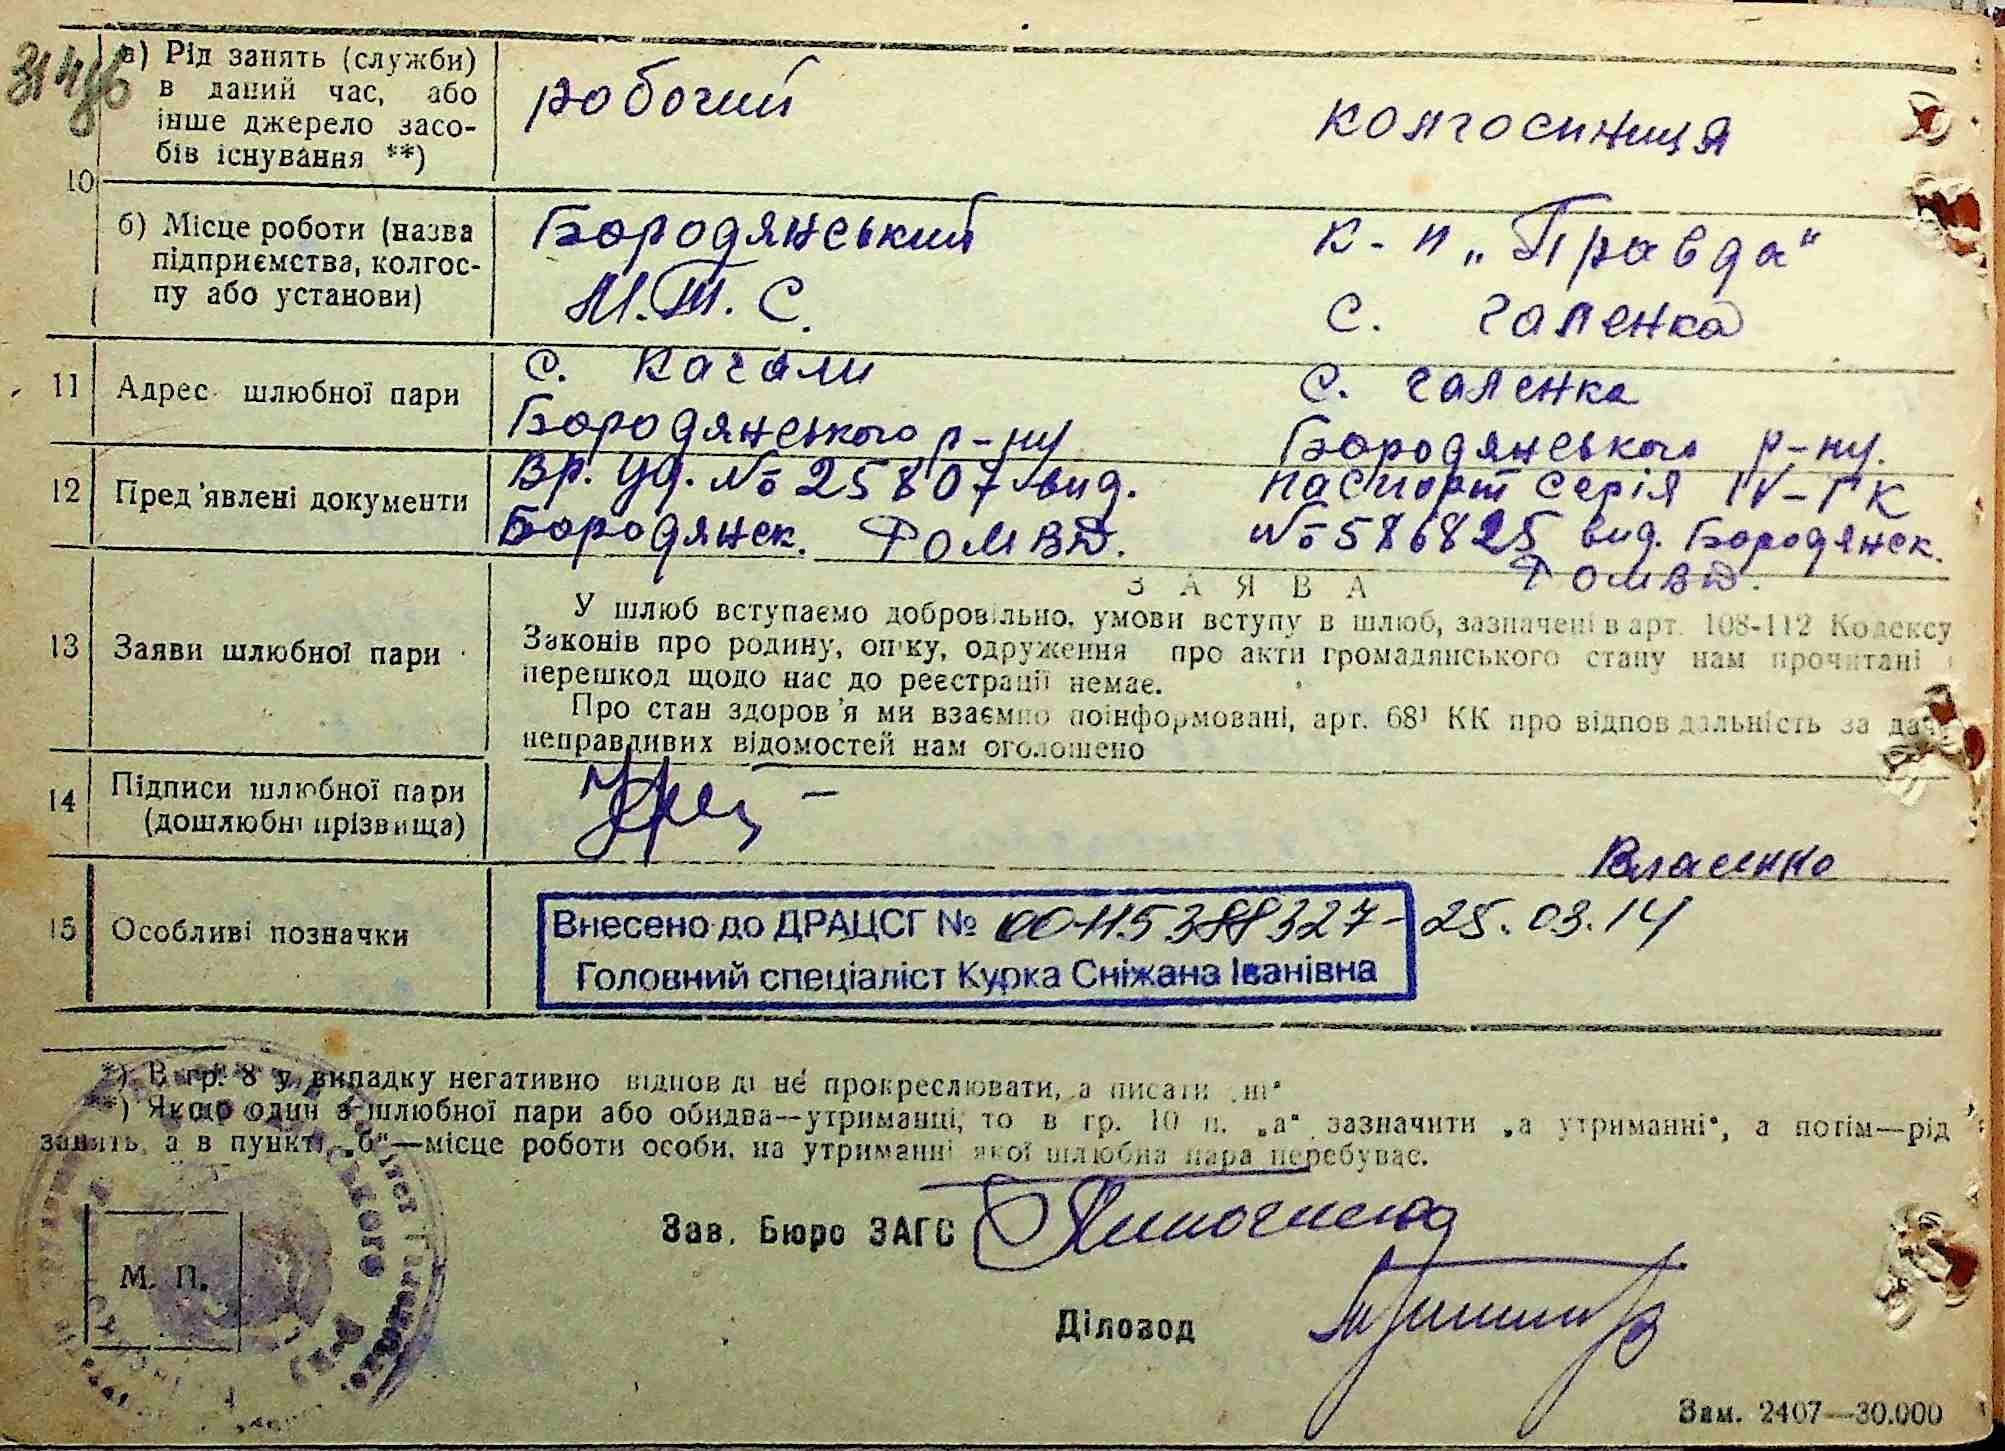 а) Рід занять (служби)
в даний час, або
інше джерело засо-
бів існування **)
робочий
колгосниця
10
б) Місце роботи (назва
підприємства, колгос-
пу або установи)
Бородянський
М.Т.С.
к-п „Правда“
с. Галенка
11
Адрес шлюбної пари
с. Качали
Бородянського р-ну
с. Галенка
Бородянського р-ну.
12
Пред'явлені документи
Вр. уд. № 25807 вид.
Бородянск. РОМВД.
паспорт серія IV-ГК
№ 586825 вид. Бородянск.
РОМВД.
13
Заяви шлюбної пари
ЗАЯВА
У шлюб вступаємо добровільно, умови вступу в шлюб, зазначені в арт. 108-112 Кодексу
Законів про родину, опіку, одруження про акти громадянського стану нам прочитані
перешкод щодо нас до реєстрації немає.
Про стан здоров'я ми взаємно поінформовані, арт. 68¹ КК про відповідальність за дачу
неправдивих відомостей нам оголошено
14
Підписи шлюбної пари
(дошлюбні прізвища)
Власенко
15
Особливі позначки
Внесено до ДРАЦСГ № 00115388327 - 25.03.14
Головний спеціаліст Курка Сніжана Іванівна
*) В гр. 8 у випадку негативно відповіді не прокреслювати, а писати „ні“
**) Якщо один з шлюбної пари або обидва—утриманці, то в гр. 10 п. „а“ зазначити „а утриманні“, а потім—рід
занять, а в пункті „б“—місце роботи особи, на утриманні якої шлюбна пара перебуває.
Зав. Бюро ЗАГС
М. П.
Діловод
Зам. 2407—30.000